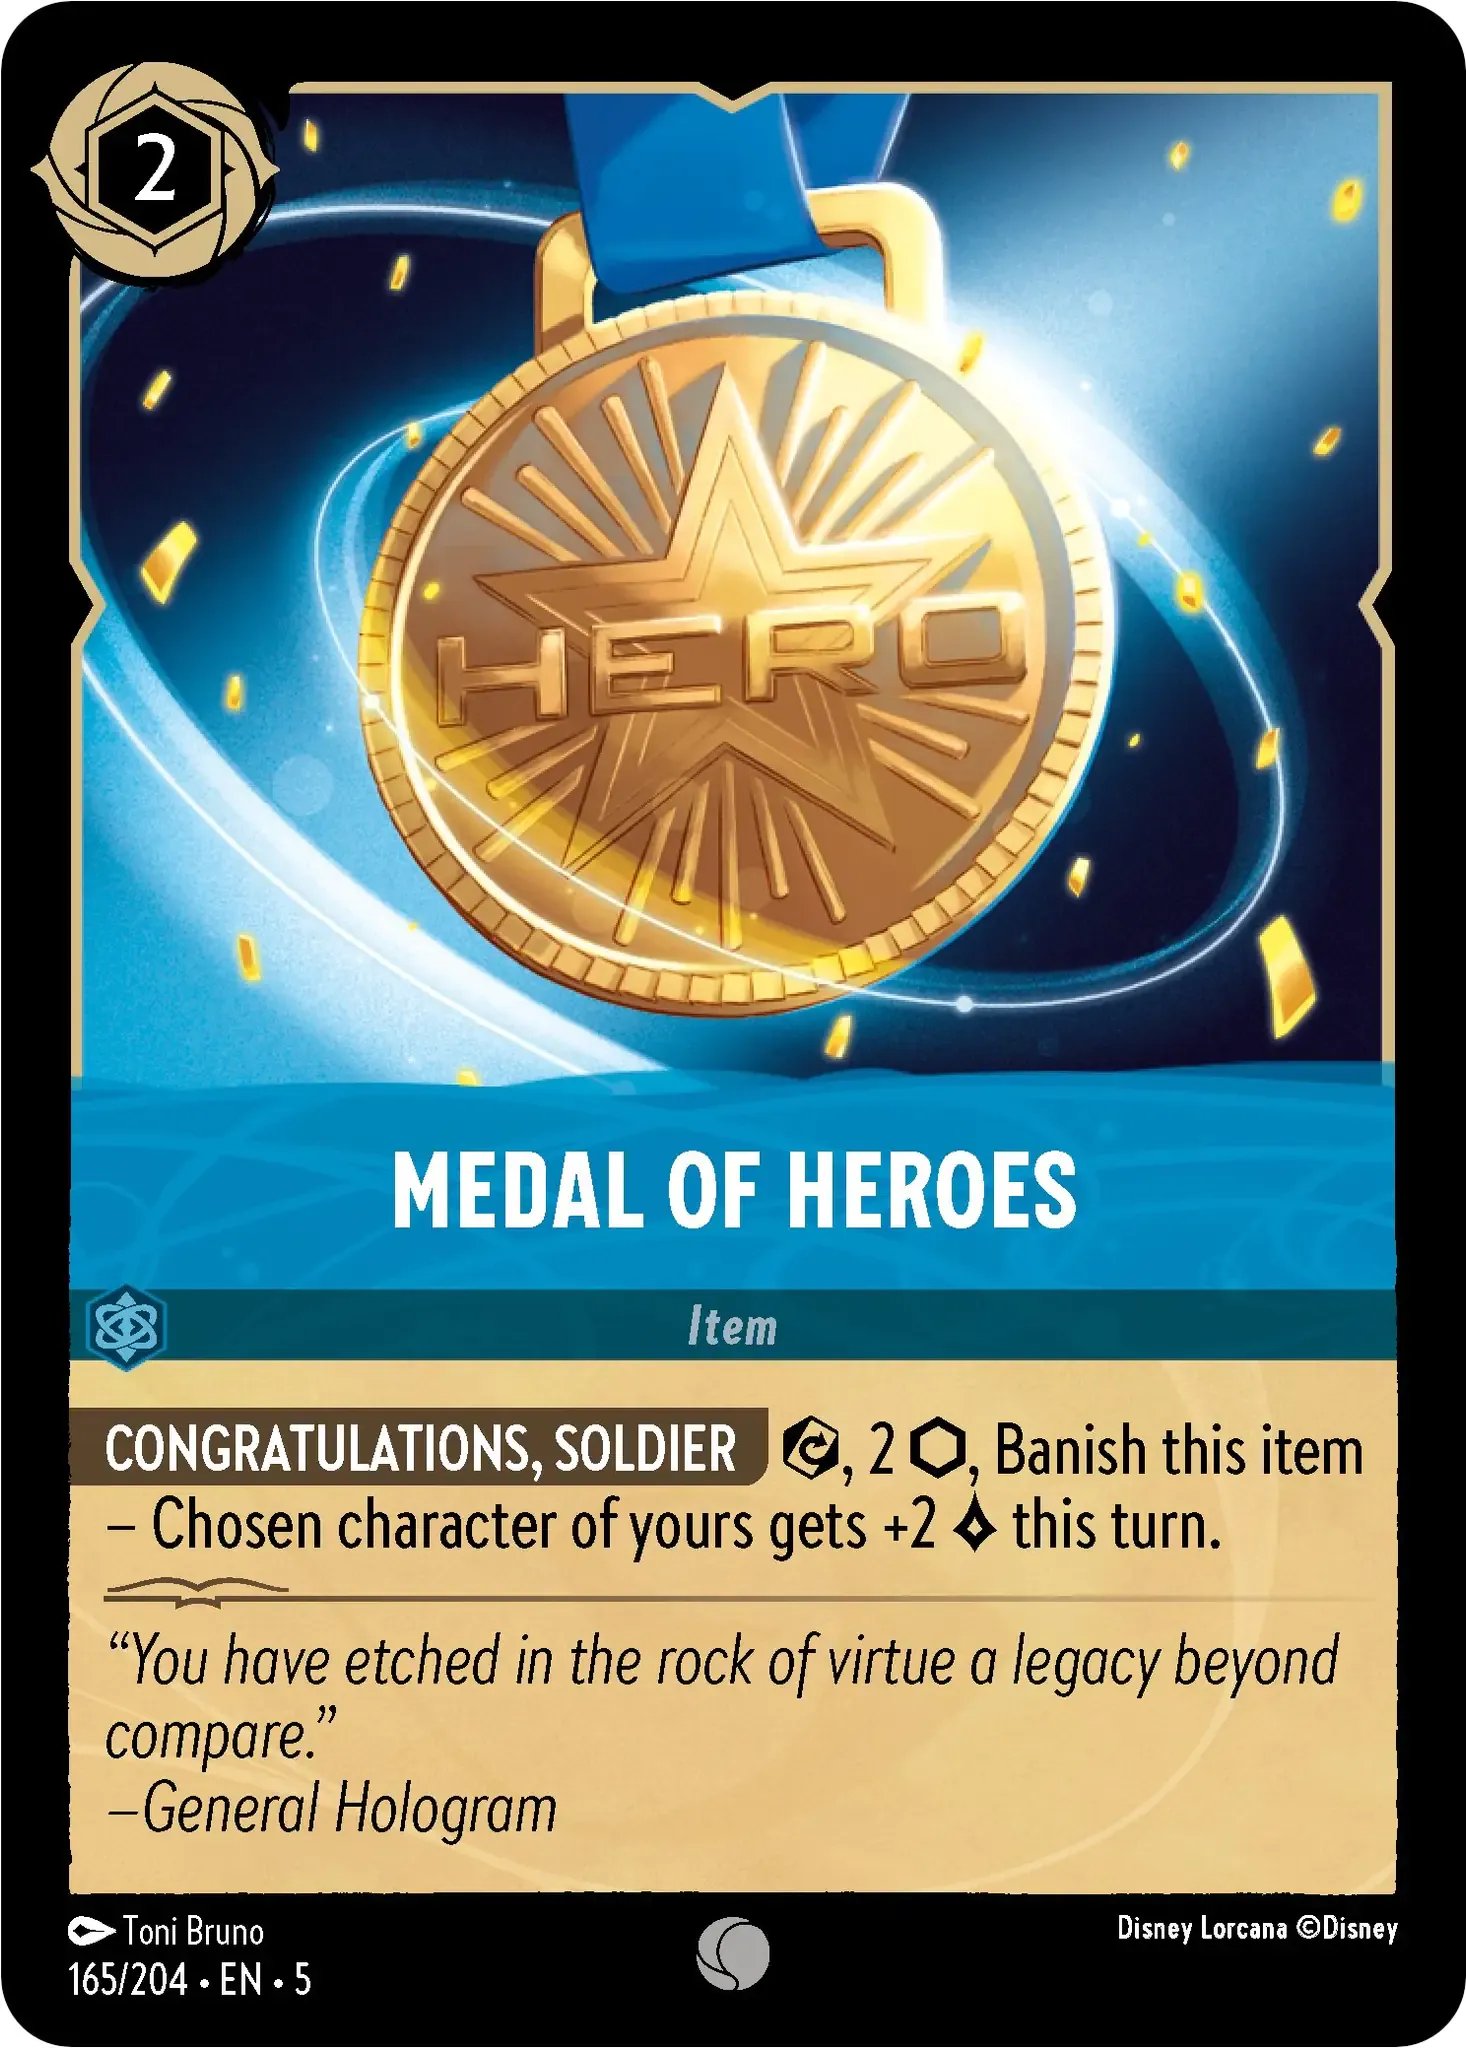 2
HERO
MEDAL OF HEROES
Item
CONGRATULATIONS, SOLDIER , 2 , Banish this item
– Chosen character of yours gets +2 this turn.
“You have etched in the rock of virtue a legacy beyond
compare.”
–General Hologram
Toni Bruno
165/204 • EN • 5
Disney Lorcana ©Disney